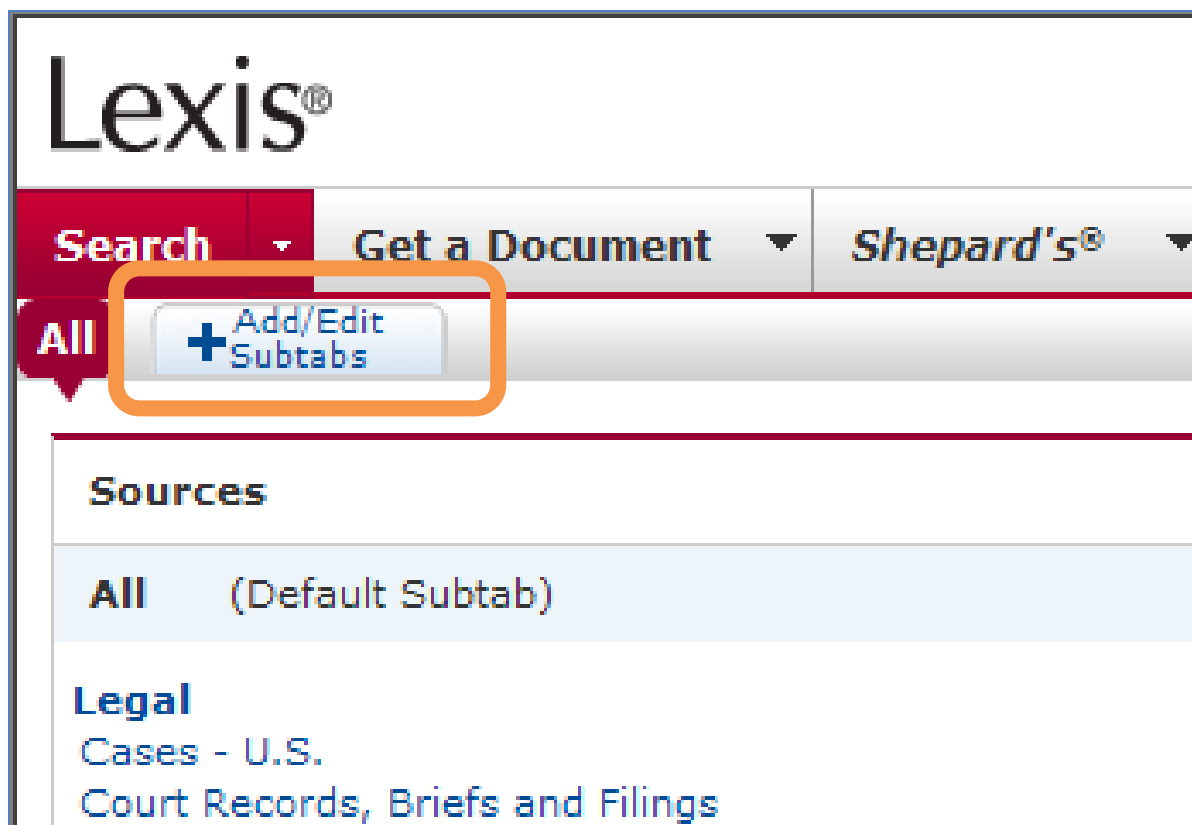 Lexis®
Search Get a Document Shepard's®
All
Add/Edit
Subtabs
Sources
All (Default Subtab)
Legal
Cases - U.S.
Court Records, Briefs and Filings